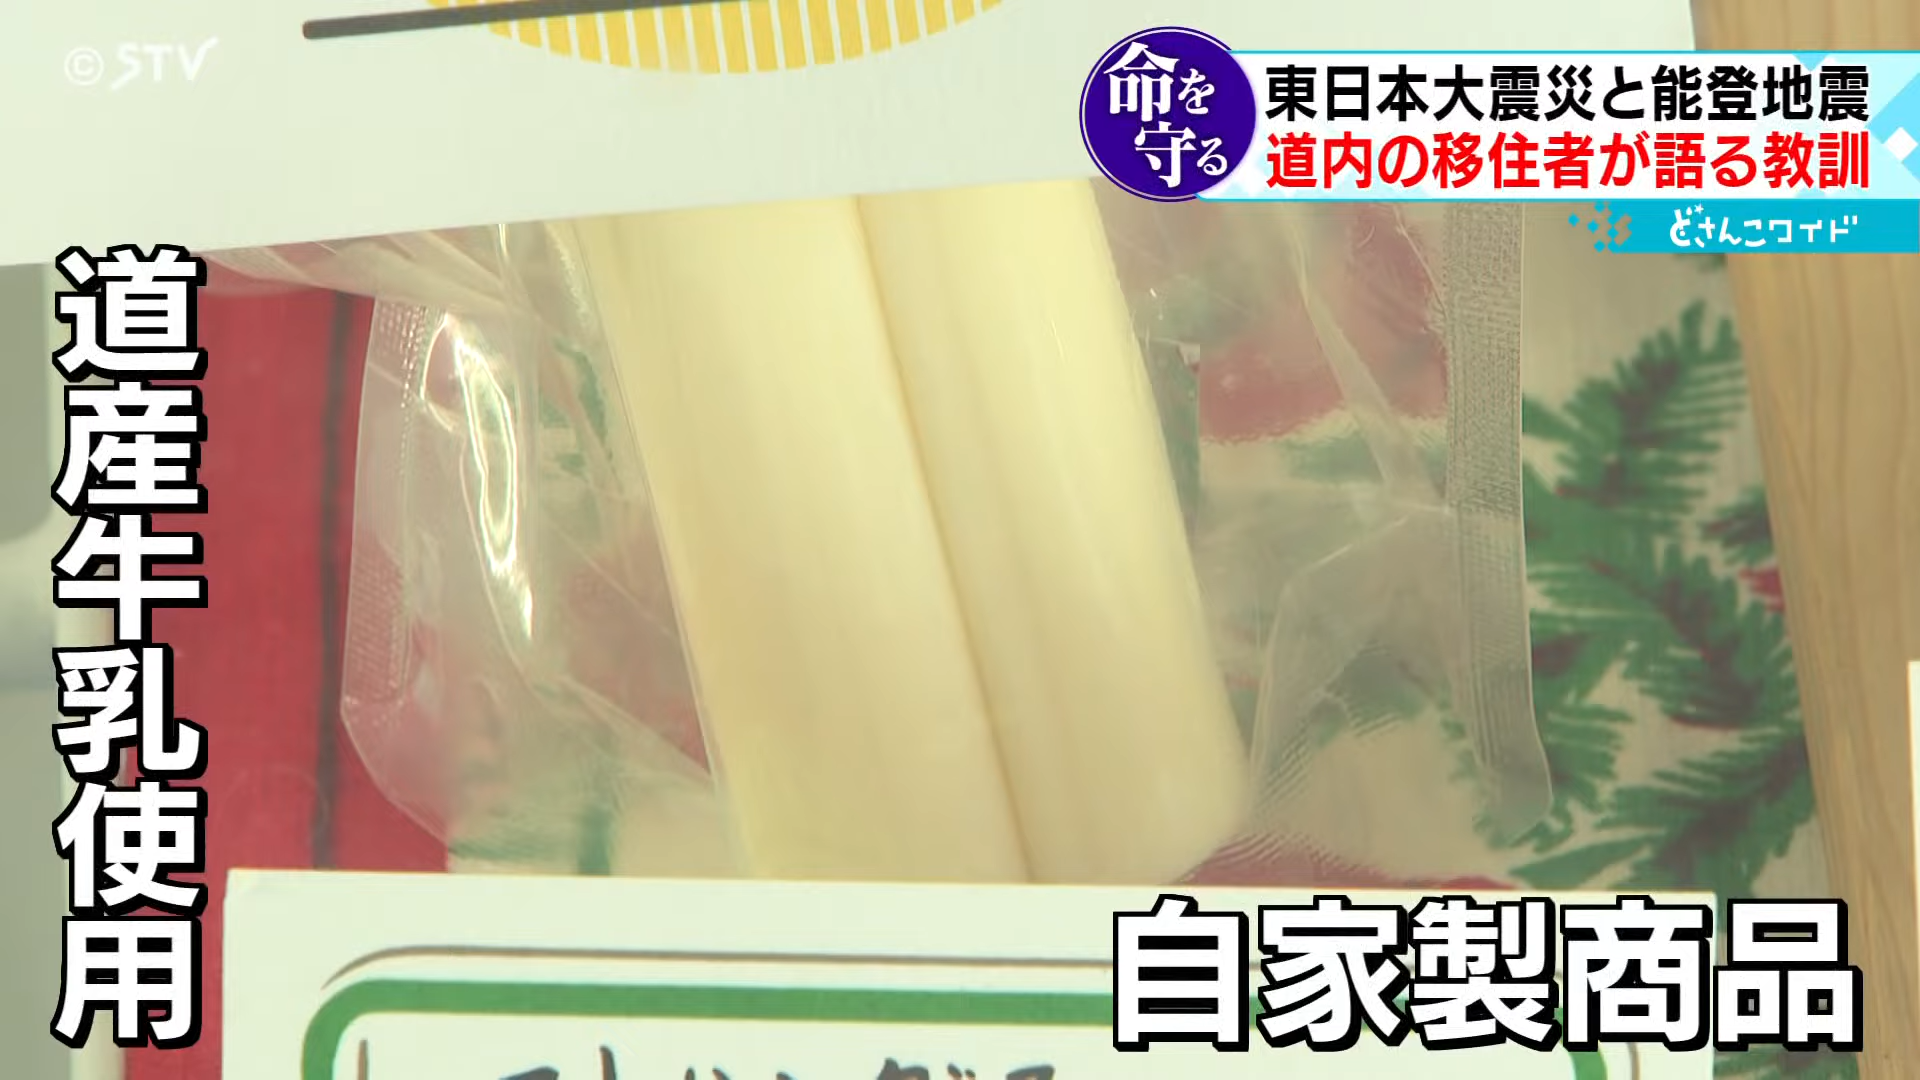 © STV
命を
守る
東日本大震災と能登地震
道内の移住者が語る教訓
どさんこワイド
道産牛乳使用
自家製商品